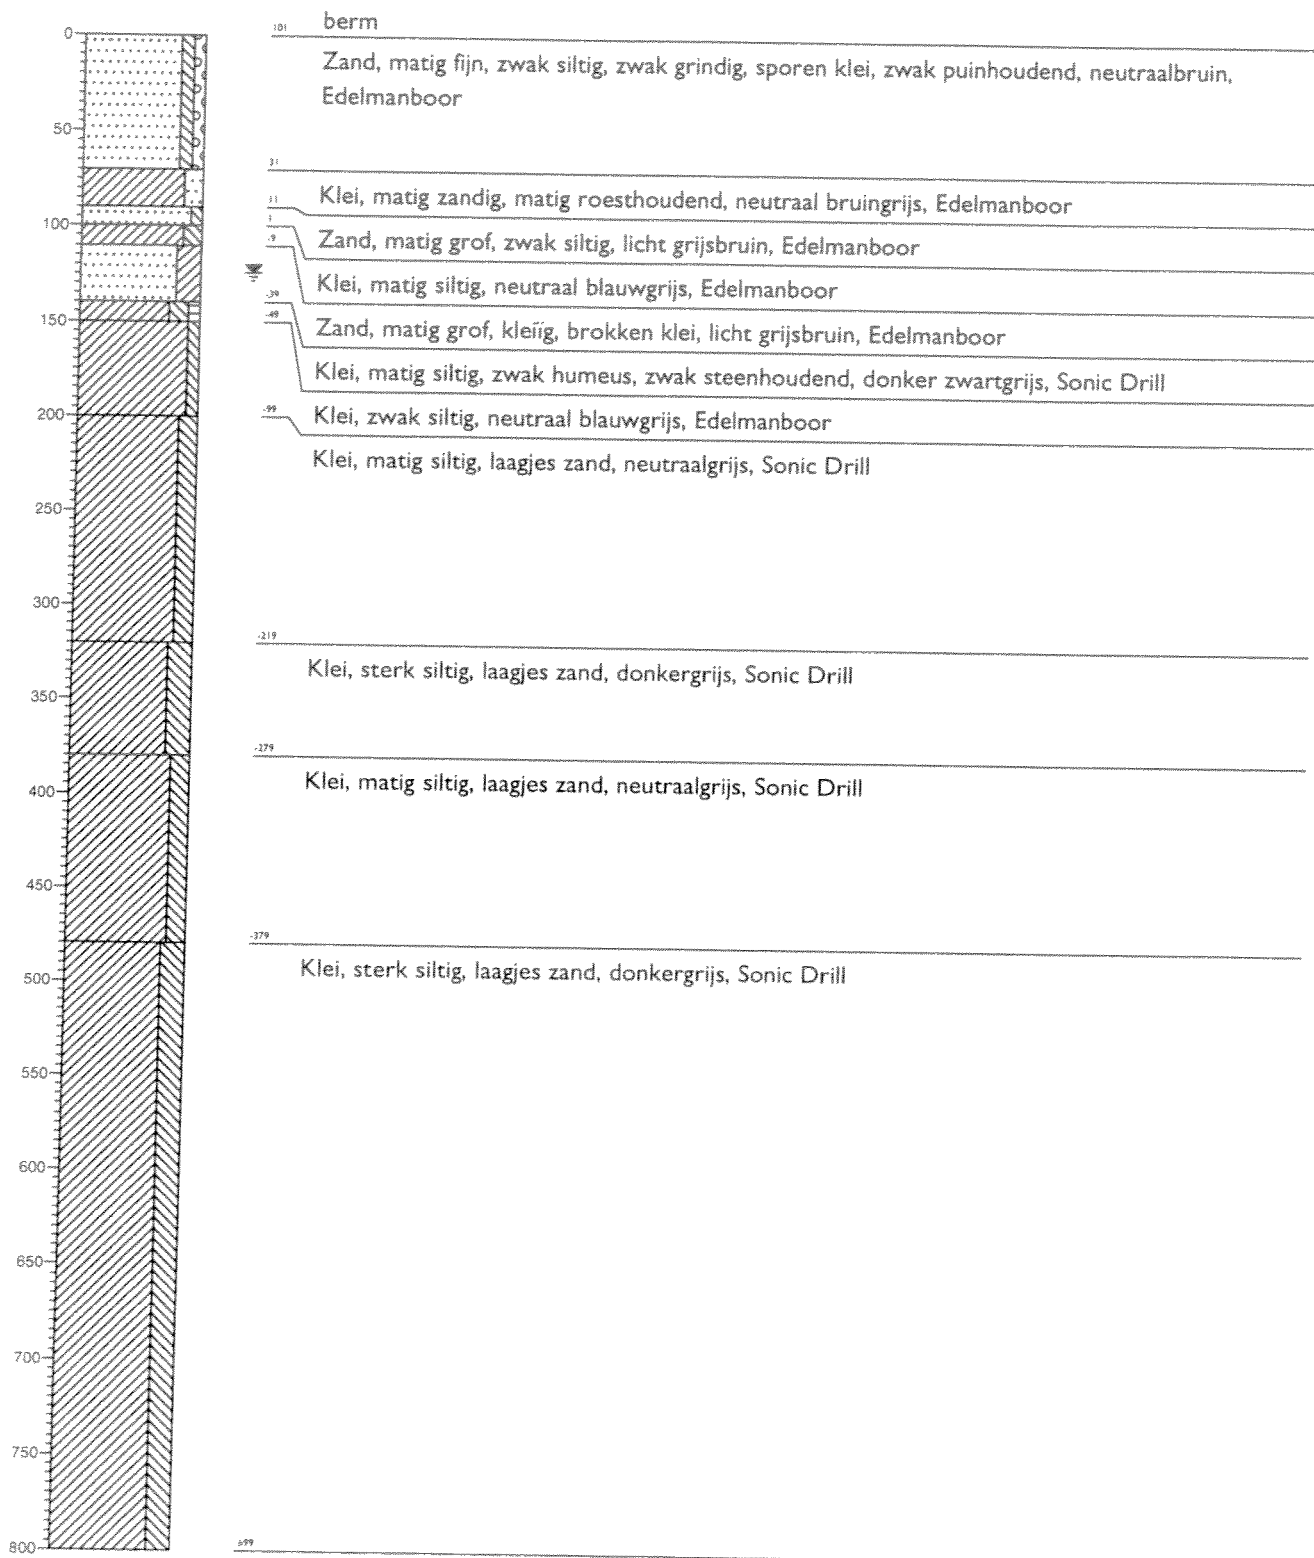 berm
0
101
Zand, matig fijn, zwak siltig, zwak grindig, sporen klei, zwak puinhoudend, neutraalbruin,
Edelmanboor
50
31
Klei, matig zandig, matig roesthoudend, neutraal bruingrijs, Edelmanboor
11
100
1
Zand, matig grof, zwak siltig, licht grijsbruin, Edelmanboor
-9
Klei, matig siltig, neutraal blauwgrijs, Edelmanboor
-39
150
-49
Zand, matig grof, kleiïg, brokken klei, licht grijsbruin, Edelmanboor
Klei, matig siltig, zwak humeus, zwak steenhoudend, donker zwartgrijs, Sonic Drill
200
-99
Klei, zwak siltig, neutraal blauwgrijs, Edelmanboor
Klei, matig siltig, laagjes zand, neutraalgrijs, Sonic Drill
250
300
-219
Klei, sterk siltig, laagjes zand, donkergrijs, Sonic Drill
350
-279
Klei, matig siltig, laagjes zand, neutraalgrijs, Sonic Drill
400
450
-379
Klei, sterk siltig, laagjes zand, donkergrijs, Sonic Drill
500
550
600
650
700
750
800
-699